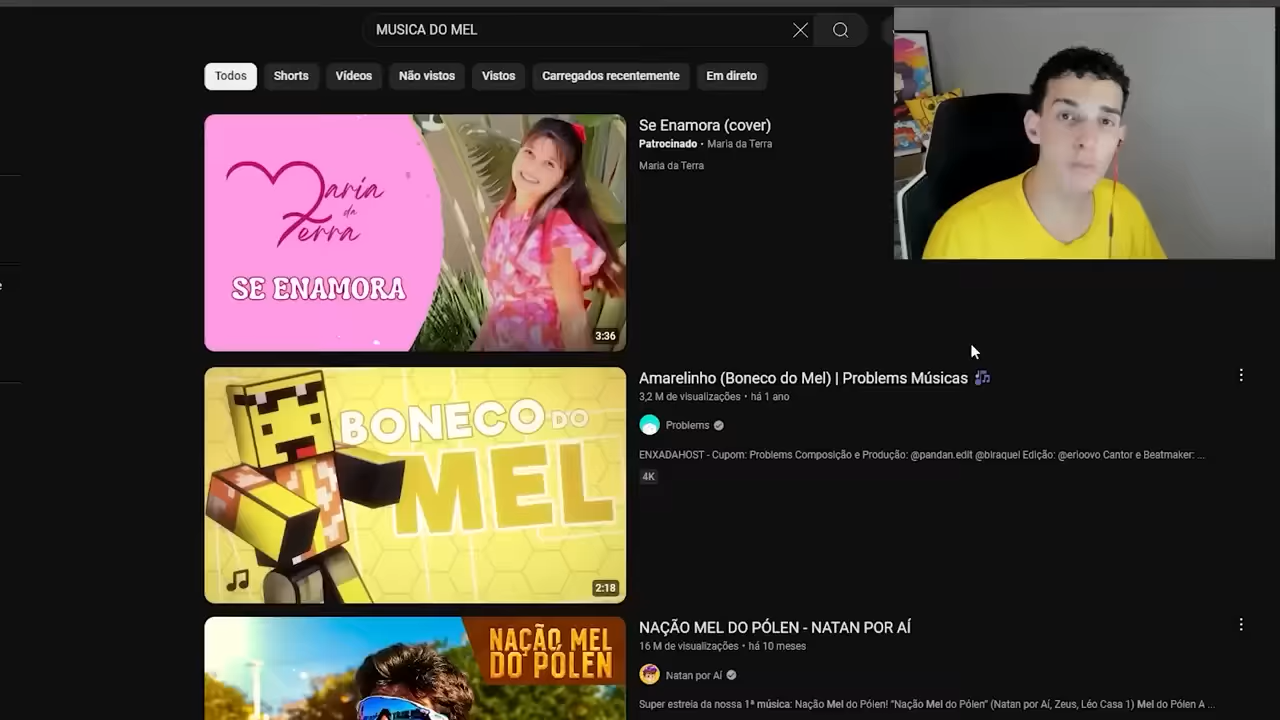 MUSICA DO MEL
Todos
Shorts
Vídeos
Não vistos
Vistos
Carregados recentemente
Em direto
Maria
da
Terra
SE ENAMORA
3:36
Se Enamora (cover)
Patrocinado • Maria da Terra
Maria da Terra
BONECO DO
MEL
2:18
Amarelinho (Boneco do Mel) | Problems Músicas 🎶
3,2 M de visualizações • há 1 ano
Problems
ENXADAHOST - Cupom: Problems Composição e Produção: @pandan.edit @biraquel Edição: @erioovo Cantor e Beatmaker: ...
4K
NAÇÃO MEL
DO PÓLEN
NAÇÃO MEL DO PÓLEN - NATAN POR AÍ
16 M de visualizações • há 10 meses
Natan por Aí
Super estreia da nossa 1ª música: Nação Mel do Pólen! "Nação Mel do Pólen" (Natan por Aí, Zeus, Léo Casa 1) Mel do Pólen A ...